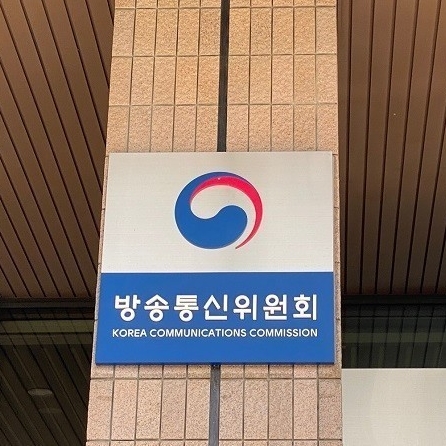 방송통신위원회
KOREA COMMUNICATIONS COMMISSION